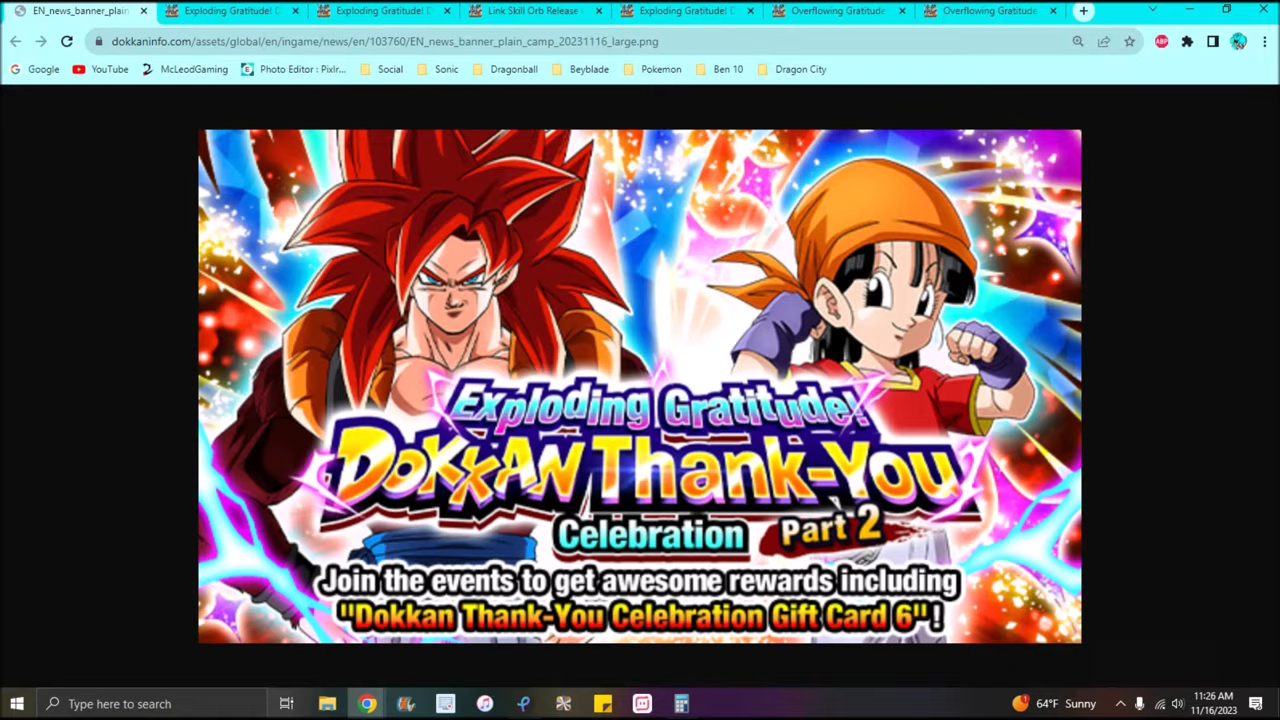 EN_news_banner_plain
Exploding Gratitude! D
Exploding Gratitude! D
Link Skill Orb Release
Exploding Gratitude! D
Overflowing Gratitude:
Overflowing Gratitude:
dokkaninfo.com/assets/global/en/ingame/news/en/103760/EN_news_banner_plain_camp_20231116_large.png
ABP
Google
YouTube
McLeodGaming
Photo Editor : Pixlr...
Social
Sonic
Dragonball
Beyblade
Pokemon
Ben 10
Dragon City
Exploding Gratitude!
DOKKAN Thank-You
Celebration
Part 2
Join the events to get awesome rewards including
"Dokkan Thank-You Celebration Gift Card 6"!
Type here to search
64°F Sunny
11:26 AM
11/16/2023